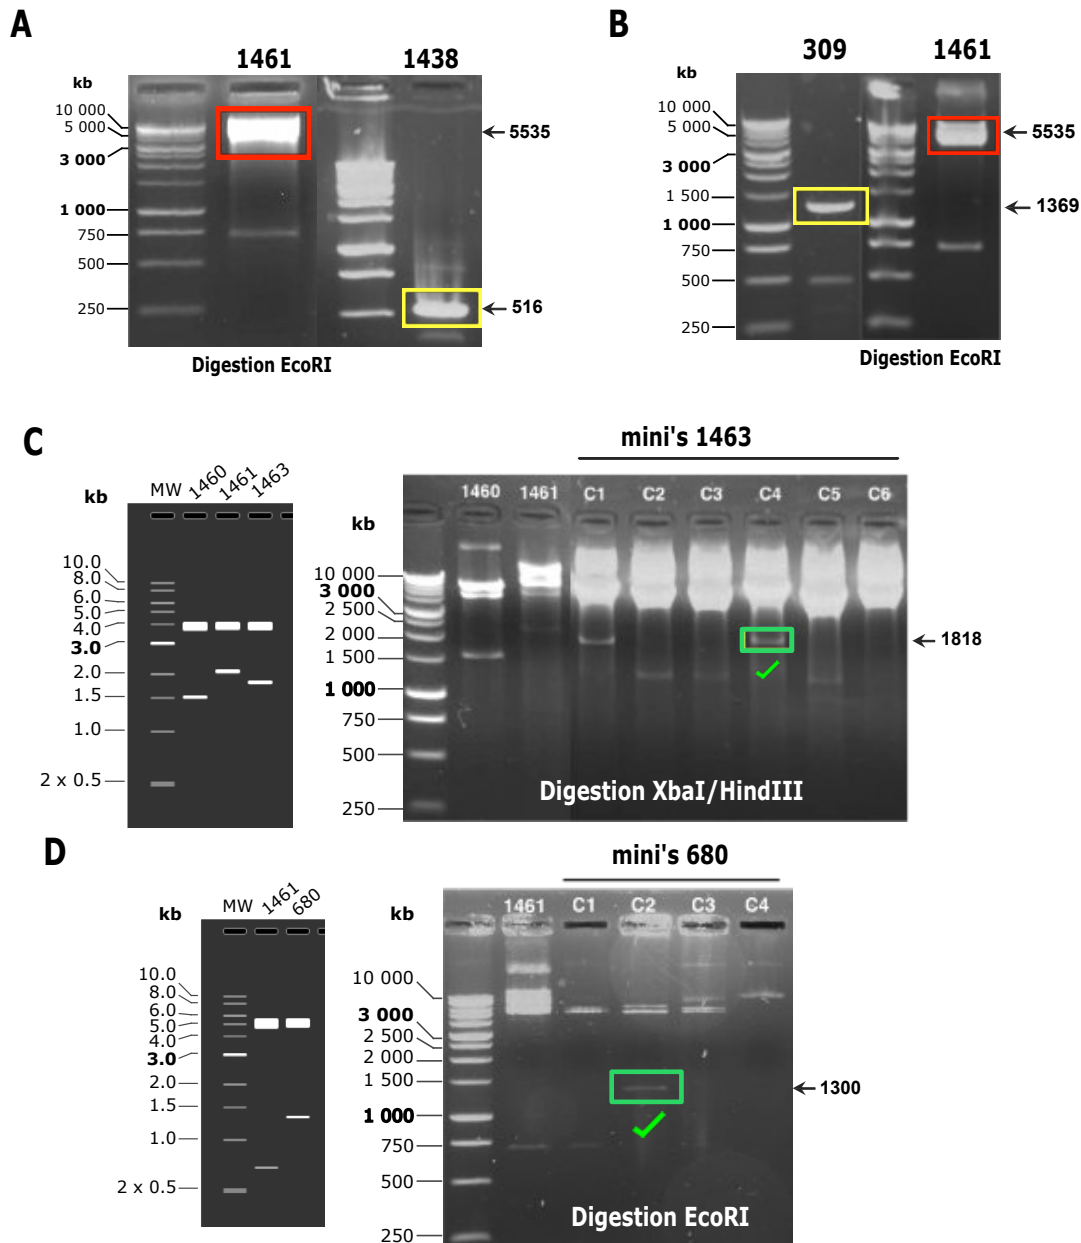 A
1461
1438
kb
10 000
5 000
3 000
1 000
750
500
250
5535
516
Digestion EcoRI
B
309
1461
kb
10 000
5 000
3 000
1 500
1 000
750
500
250
5535
1369
Digestion EcoRI
C
kb
MW
1460
1461
1463
10.0
8.0
6.0
5.0
4.0
3.0
2.0
1.5
1.0
2 x 0.5
mini's 1463
kb
1460
1461
C1
C2
C3
C4
C5
C6
10 000
3 000
2 500
2 000
1 500
1 000
750
500
250
1818
Digestion XbaI/HindIII
D
kb
MW
1461
680
10.0
8.0
6.0
5.0
4.0
3.0
2.0
1.5
1.0
2 x 0.5
mini's 680
kb
1461
C1
C2
C3
C4
10 000
3 000
2 500
2 000
1 500
1 000
750
500
250
1300
Digestion EcoRI